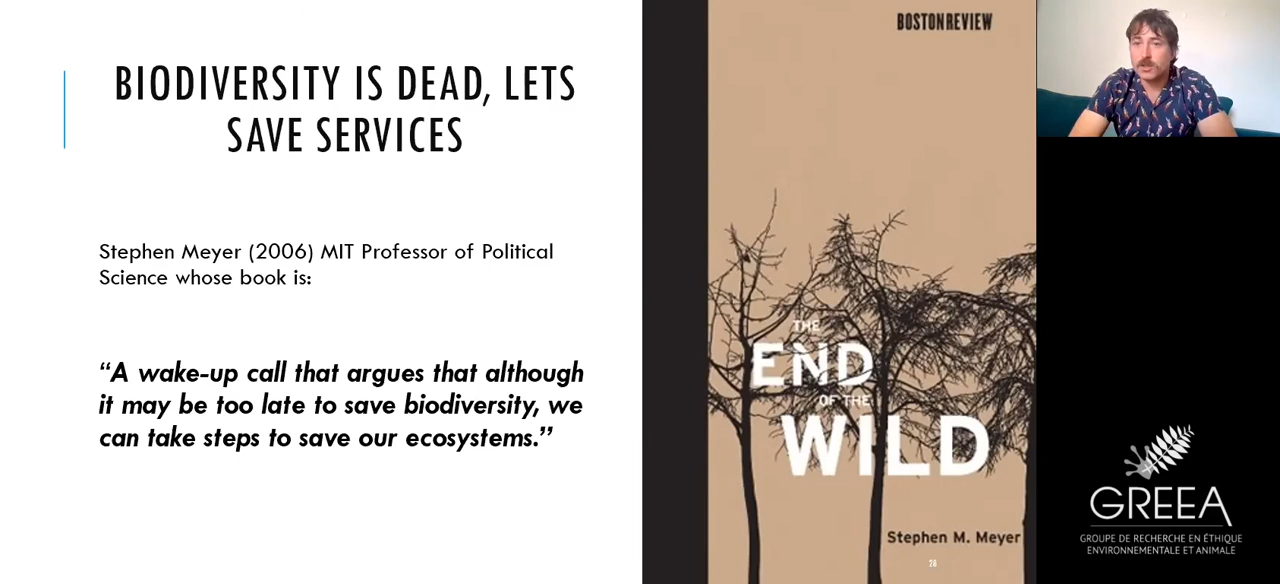 BIODIVERSITY IS DEAD, LETS
SAVE SERVICES
Stephen Meyer (2006) MIT Professor of Political
Science whose book is:
“A wake-up call that argues that although
it may be too late to save biodiversity, we
can take steps to save our ecosystems.”
BOSTON REVIEW
THE
END
OF THE
WILD
Stephen M. Meyer
28
GREEA
GROUPE DE RECHERCHE EN ÉTHIQUE
ENVIRONNEMENTALE ET ANIMALE